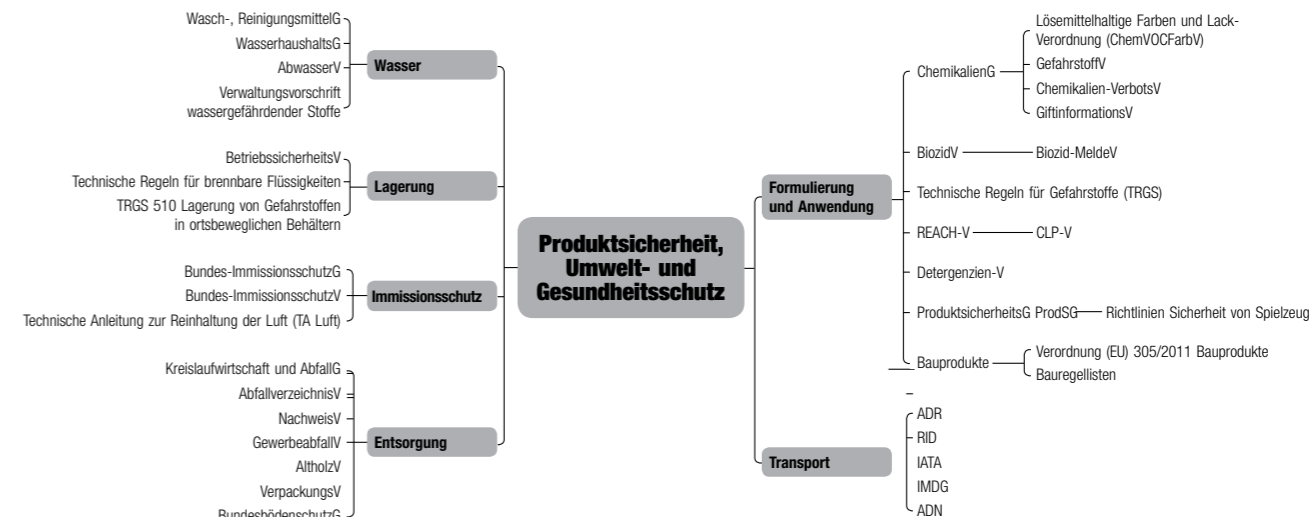 Wasch-, ReinigungsmittelG
WasserhaushaltsG
AbwasserV
Verwaltungsvorschrift
wassergefährdender Stoffe
Wasser
BetriebssicherheitsV
Technische Regeln für brennbare Flüssigkeiten
TRGS 510 Lagerung von Gefahrstoffen
in ortsbeweglichen Behältern
Lagerung
Bundes-ImmissionsschutzG
Bundes-ImmissionsschutzV
Technische Anleitung zur Reinhaltung der Luft (TA Luft)
Immissionsschutz
Kreislaufwirtschaft und AbfallG
AbfallverzeichnisV
NachweisV
GewerbeabfallV
AltholzV
VerpackungsV
BundesbödenschutzG
Entsorgung
Produktsicherheit,
Umwelt- und
Gesundheitsschutz
Formulierung
und Anwendung
ChemikalienG
Lösemittelhaltige Farben und Lack-
Verordnung (ChemVOCFarbV)
GefahrstoffV
Chemikalien-VerbotsV
GiftinformationsV
BiozidV
Biozid-MeldeV
Technische Regeln für Gefahrstoffe (TRGS)
REACH-V
CLP-V
Detergenzien-V
ProduktsicherheitsG ProdSG
Richtlinien Sicherheit von Spielzeug
Bauprodukte
Verordnung (EU) 305/2011 Bauprodukte
Bauregellisten
Transport
ADR
RID
IATA
IMDG
ADN